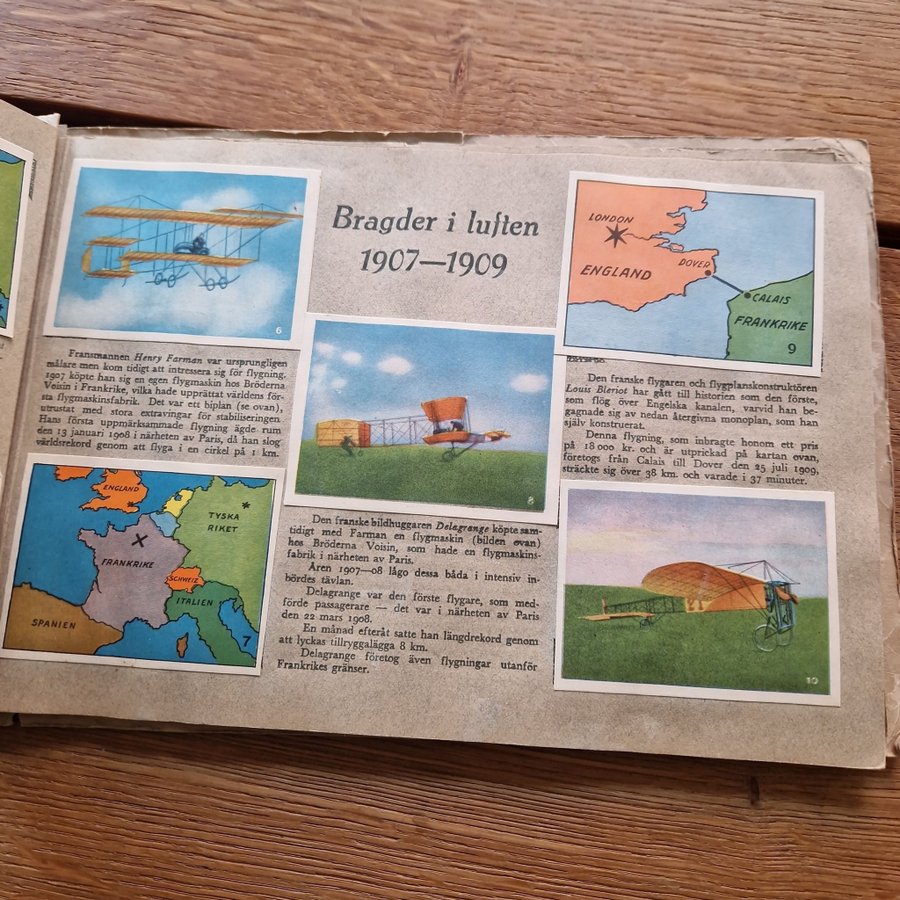 Bragder i luften
1907—1909
6
Fransmannen Henry Farman var ursprungligen
målare men kom tidigt att intressera sig för flygning.
1907 köpte han sig en egen flygmaskin hos Bröderna
Voisin i Frankrike, vilka hade upprättat världens för-
sta flygmaskinsfabrik. Det var ett biplan (se ovan),
utrustat med stora extravingar för stabiliseringen.
Hans första uppmärksammade flygning ägde rum
den 13 januari 1908 i närheten av Paris, då han slog
världsrekord genom att flyga i en cirkel på 1 km.
ENGLAND
TYSKA
RIKET
FRANKRIKE
SCHWEIZ
ITALIEN
SPANIEN
7
8
Den franske bildhuggaren Delagrange köpte sam-
tidigt med Farman en flygmaskin (bilden ovan)
hos Bröderna Voisin, som hade en flygmaskins-
fabrik i närheten av Paris.
Åren 1907—08 lågo dessa båda i intensiv in-
bördes tävlan.
Delagrange var den förste flygare, som med-
förde passagerare — det var i närheten av Paris
den 22 mars 1908.
En månad efteråt satte han längdrekord genom
att lyckas tillryggalägga 8 km.
Delagrange företog även flygningar utanför
Frankrikes gränser.
LONDON
DOVER
ENGLAND
CALAIS
FRANKRIKE
9
Den franske flygaren och flygplanskonstruktören
Louis Bleriot har gått till historien som den förste,
som flög över Engelska kanalen, varvid han be-
gagnade sig av nedan återgivna monoplan, som han
själv konstruerat.
Denna flygning, som inbragte honom ett pris
på 18 000 kr. och är utprickad på kartan ovan,
företogs från Calais till Dover den 25 juli 1909,
sträckte sig över 38 km. och varade i 37 minuter.
10